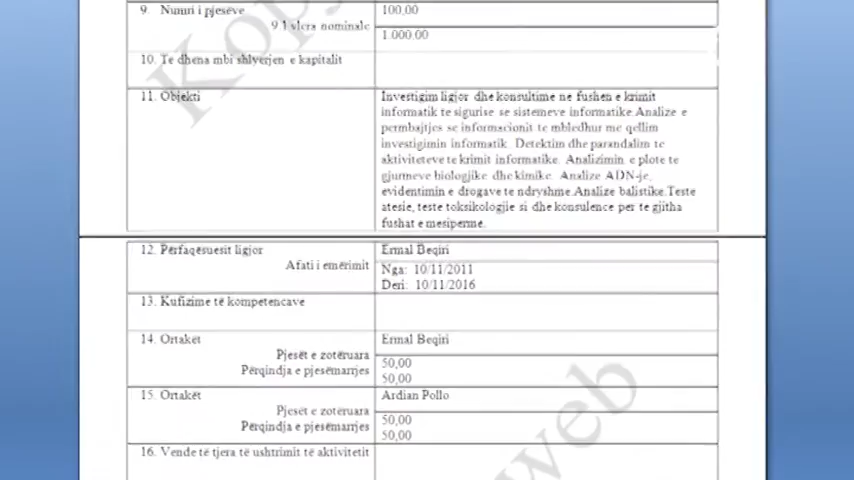 9. Numri i pjesëve
100,00
9.1 vlera nominale
1.000,00
10. Te dhena mbi shlyerjen e kapitalit
11. Objekti
Investigim ligjor dhe konsultime ne fushen e krimit
informatik te sigurise se sistemeve informatike.Analize e
permbajtjes se informacionit te mbledhur me qellim
investigimin informatik. Detektim dhe parandalim te
aktiviteteve te krimit informatike. Analizimin e plote te
gjurmeve biologjike dhe kimike. Analize ADN-je,
evidentimin e drogave te ndryshme.Analize balistike.Teste
atesie, teste toksikologjie si dhe konsulence per te gjitha
fushat e mesiperme.
12. Përfaqësuesit ligjor
Ermal Beqiri
Afati i emërimit
Nga: 10/11/2011
Deri: 10/11/2016
13. Kufizime të kompetencave
14. Ortakët
Ermal Beqiri
Pjesët e zotëruara
50,00
Përqindja e pjesëmarrjes
50,00
15. Ortakët
Ardian Pollo
Pjesët e zotëruara
50,00
Përqindja e pjesëmarrjes
50,00
16. Vende të tjera të ushtrimit të aktivitetit